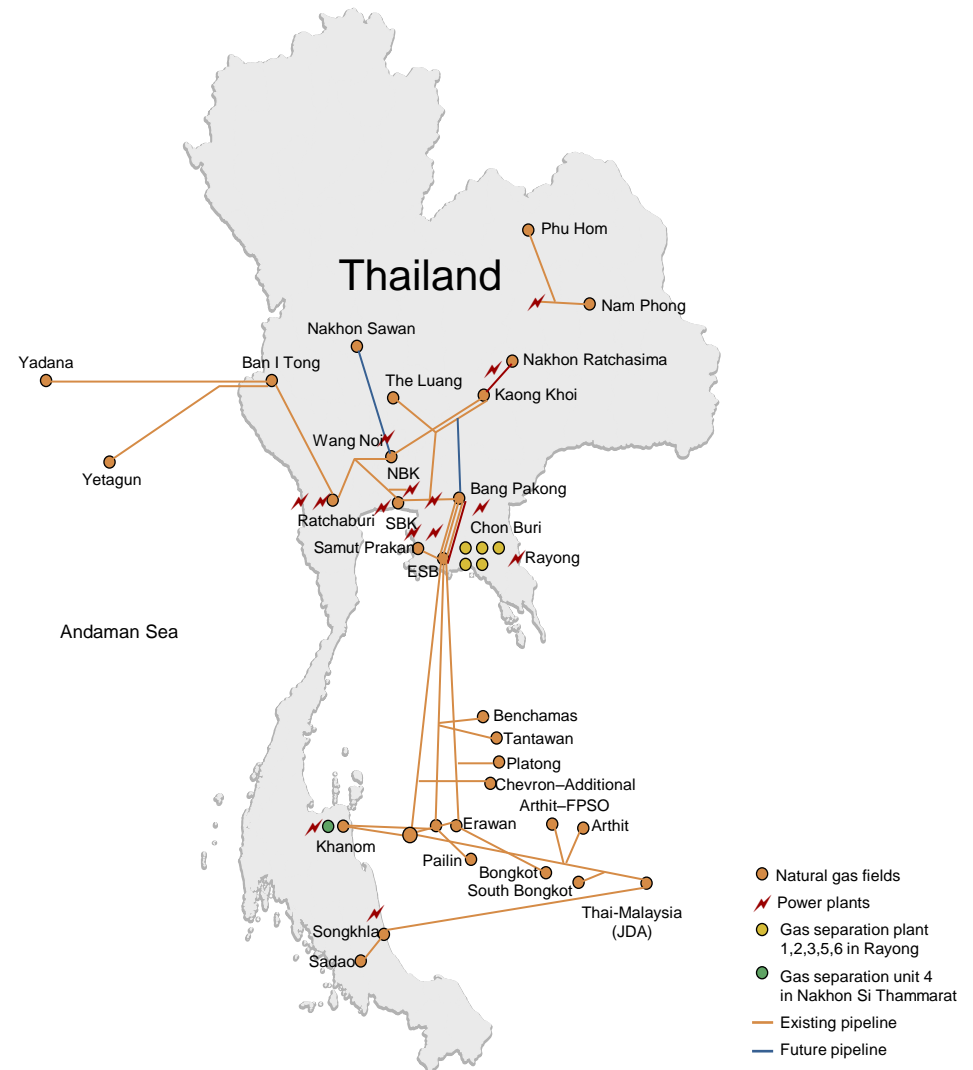 Phu Hom
Thailand
Nam Phong
Nakhon Sawan
Yadana
Ban I Tong
Nakhon Ratchasima
The Luang
Kaong Khoi
Wang Noi
Yetagun
NBK
Bang Pakong
Ratchaburi
SBK
Chon Buri
Samut Prakan
Rayong
ESB
Andaman Sea
Benchamas
Tantawan
Platong
Chevron–Additional
Arthit–FPSO
Erawan
Arthit
Khanom
Pailin
Bongkot
South Bongkot
Thai-Malaysia
(JDA)
Songkhla
Sadao
Natural gas fields
Power plants
Gas separation plant
1,2,3,5,6 in Rayong
Gas separation unit 4
in Nakhon Si Thammarat
Existing pipeline
Future pipeline